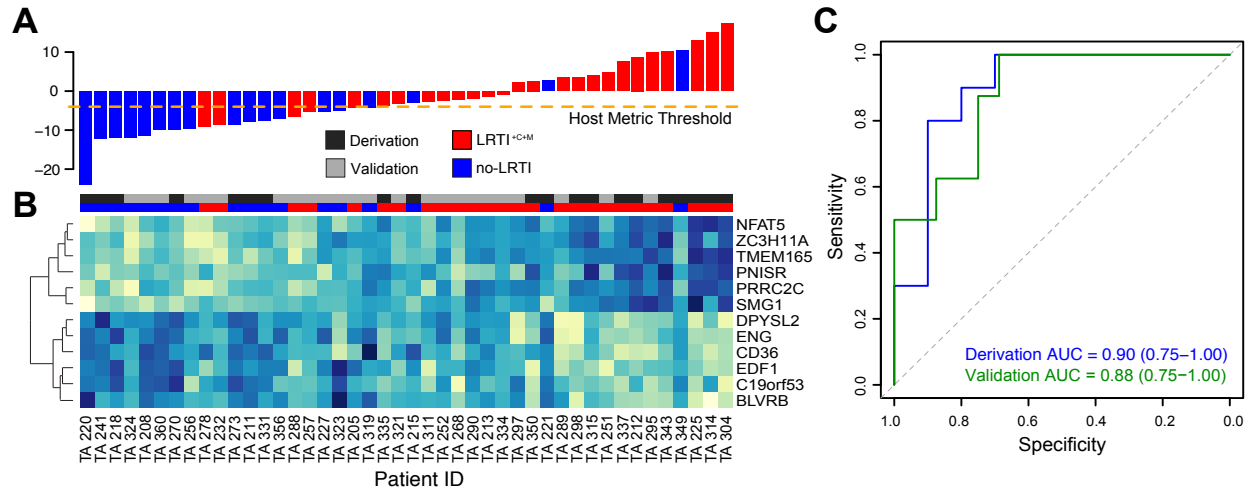 A
10
0
−10
−20
Host Metric Threshold
Derivation
LRTI+C+M
Validation
no-LRTI
B
NFAT5
ZC3H11A
TMEM165
PNISR
PRRC2C
SMG1
DPYSL2
ENG
CD36
EDF1
C19orf53
BLVRB
TA 220
TA 241
TA 218
TA 324
TA 208
TA 360
TA 270
TA 256
TA 278
TA 232
TA 273
TA 211
TA 331
TA 356
TA 288
TA 257
TA 227
TA 323
TA 205
TA 319
TA 335
TA 321
TA 215
TA 311
TA 252
TA 268
TA 290
TA 213
TA 334
TA 297
TA 350
TA 221
TA 289
TA 298
TA 315
TA 251
TA 337
TA 212
TA 295
TA 343
TA 349
TA 225
TA 314
TA 304
Patient ID
C
Sensitivity
1.0
0.8
0.6
0.4
0.2
0.0
Derivation AUC = 0.90 (0.75–1.00)
Validation AUC = 0.88 (0.75–1.00)
1.0 0.8 0.6 0.4 0.2 0.0
Specificity